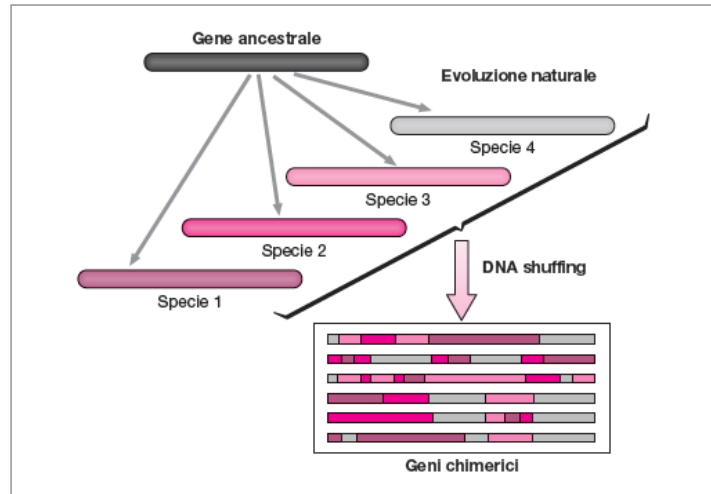 Gene ancestrale
Evoluzione naturale
Specie 4
Specie 3
Specie 2
Specie 1
DNA shuffing
Geni chimerici